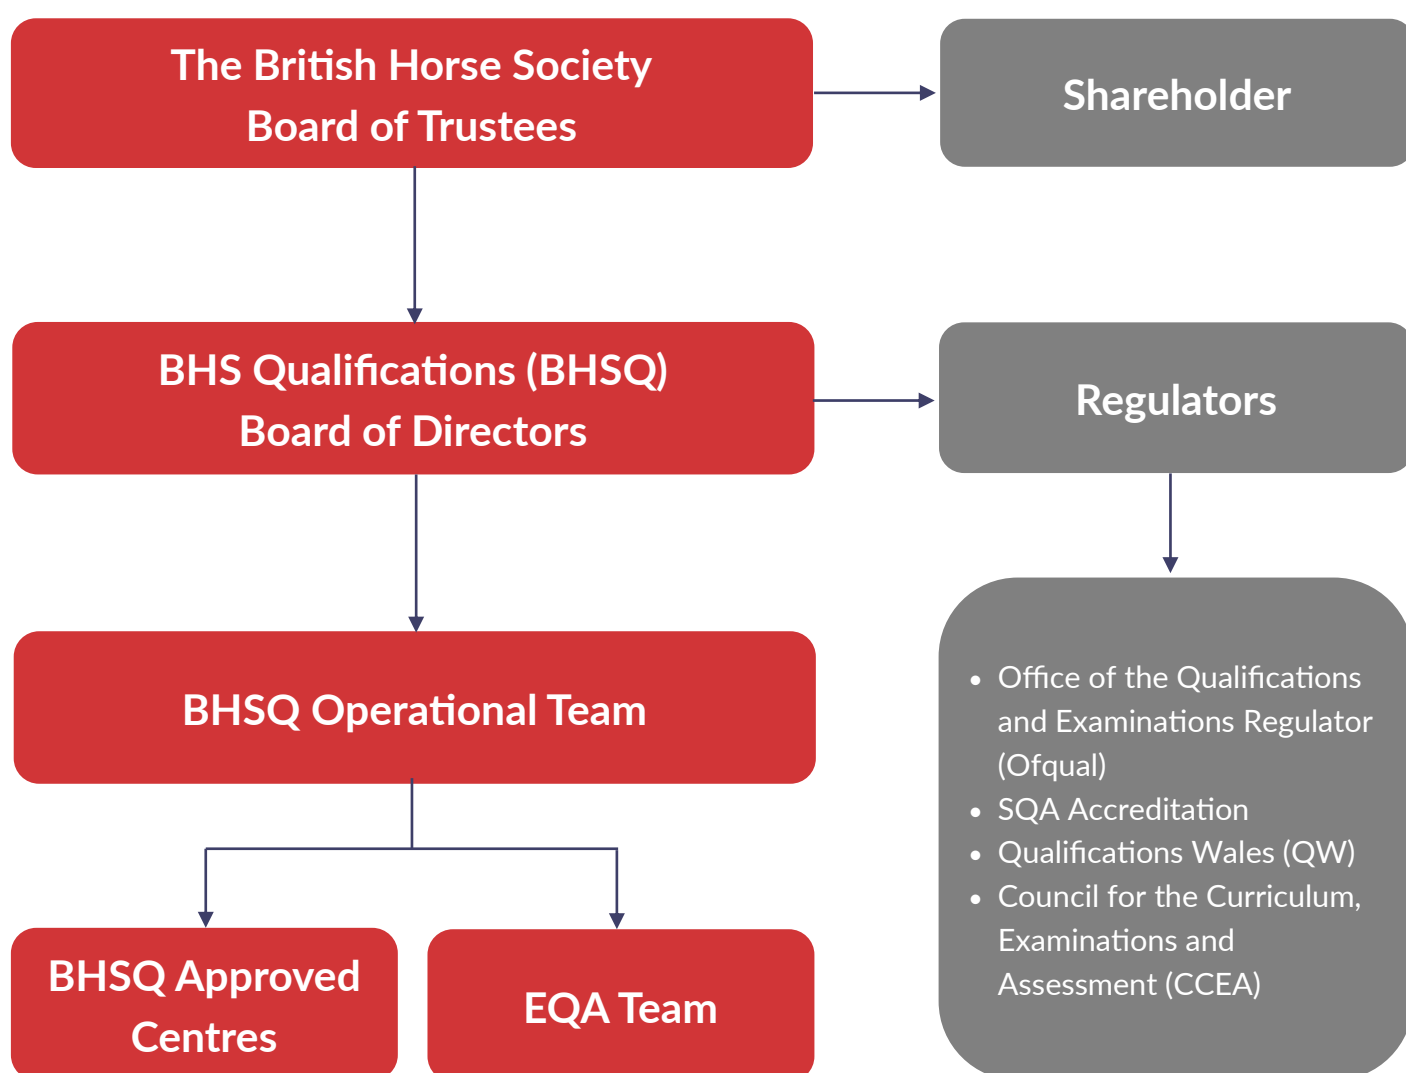 The British Horse Society
Board of Trustees
Shareholder
BHS Qualifications (BHSQ)
Board of Directors
Regulators
BHSQ Operational Team
• Office of the Qualifications
and Examinations Regulator
(Ofqual)
• SQA Accreditation
• Qualifications Wales (QW)
• Council for the Curriculum,
Examinations and
Assessment (CCEA)
BHSQ Approved
Centres
EQA Team